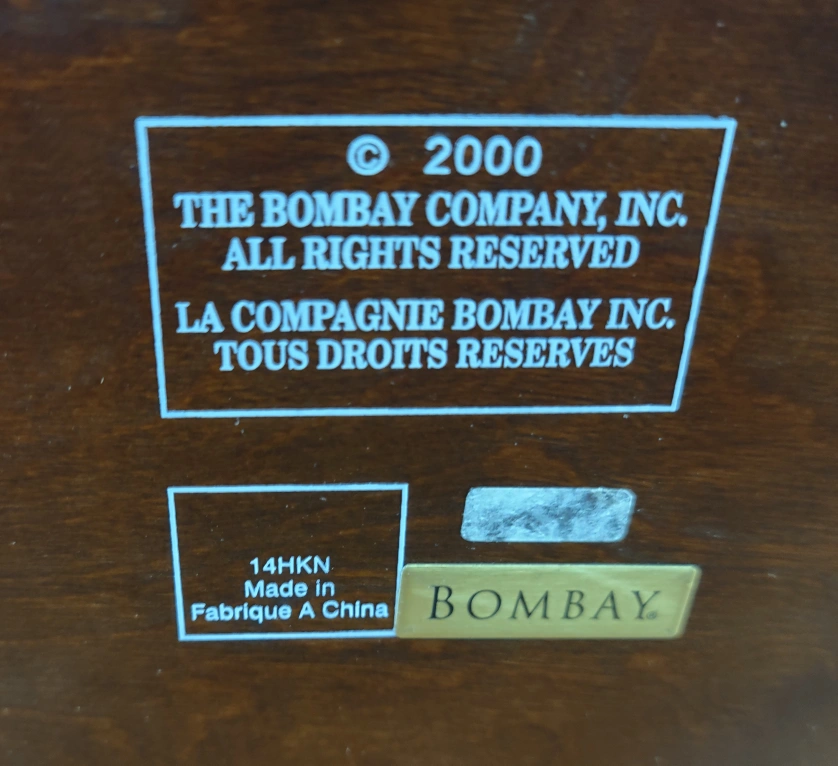 © 2000
THE BOMBAY COMPANY, INC.
ALL RIGHTS RESERVED
LA COMPAGNIE BOMBAY INC.
TOUS DROITS RESERVES
14HKN
Made in
Fabrique A China
BOMBAY®